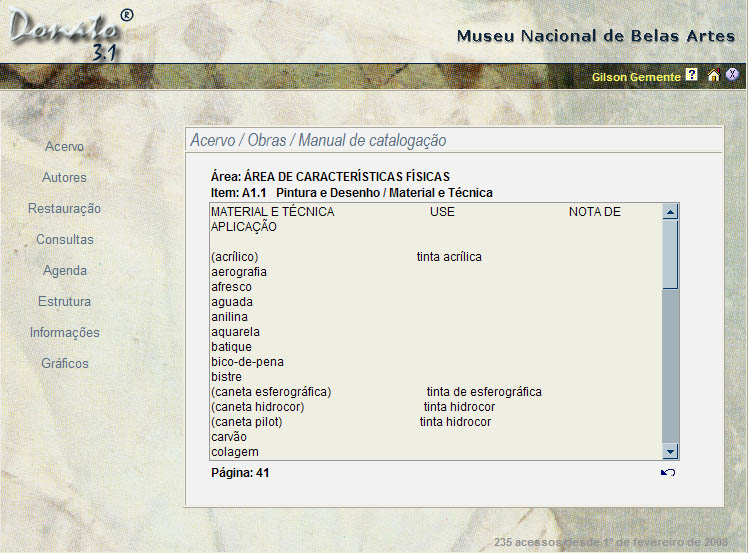 Donato®
3.1
Museu Nacional de Belas Artes
Gilson Gemente ? X
Acervo
Autores
Restauração
Consultas
Agenda
Estrutura
Informações
Gráficos
Acervo / Obras / Manual de catalogação
Área: ÁREA DE CARACTERÍSTICAS FÍSICAS
Item: A1.1 Pintura e Desenho / Material e Técnica
MATERIAL E TÉCNICA USE NOTA DE
APLICAÇÃO
(acrílico) tinta acrílica
aerografia
afresco
aguada
anilina
aquarela
batique
bico-de-pena
bistre
(caneta esferográfica) tinta de esferográfica
(caneta hidrocor) tinta hidrocor
(caneta pilot) tinta hidrocor
carvão
colagem
Página: 41
235 acessos desde 1º de fevereiro de 2008